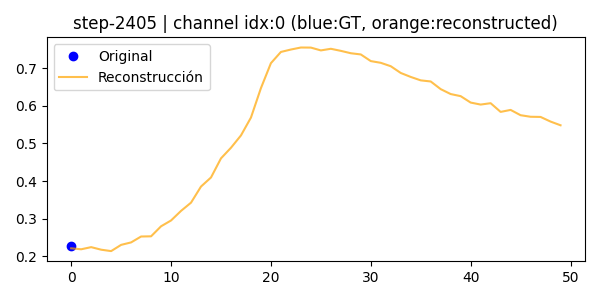 step-2405 | channel idx:0 (blue:GT, orange:reconstructed)
Original
Reconstrucción
0.7
0.6
0.5
0.4
0.3
0.2
0 10 20 30 40 50